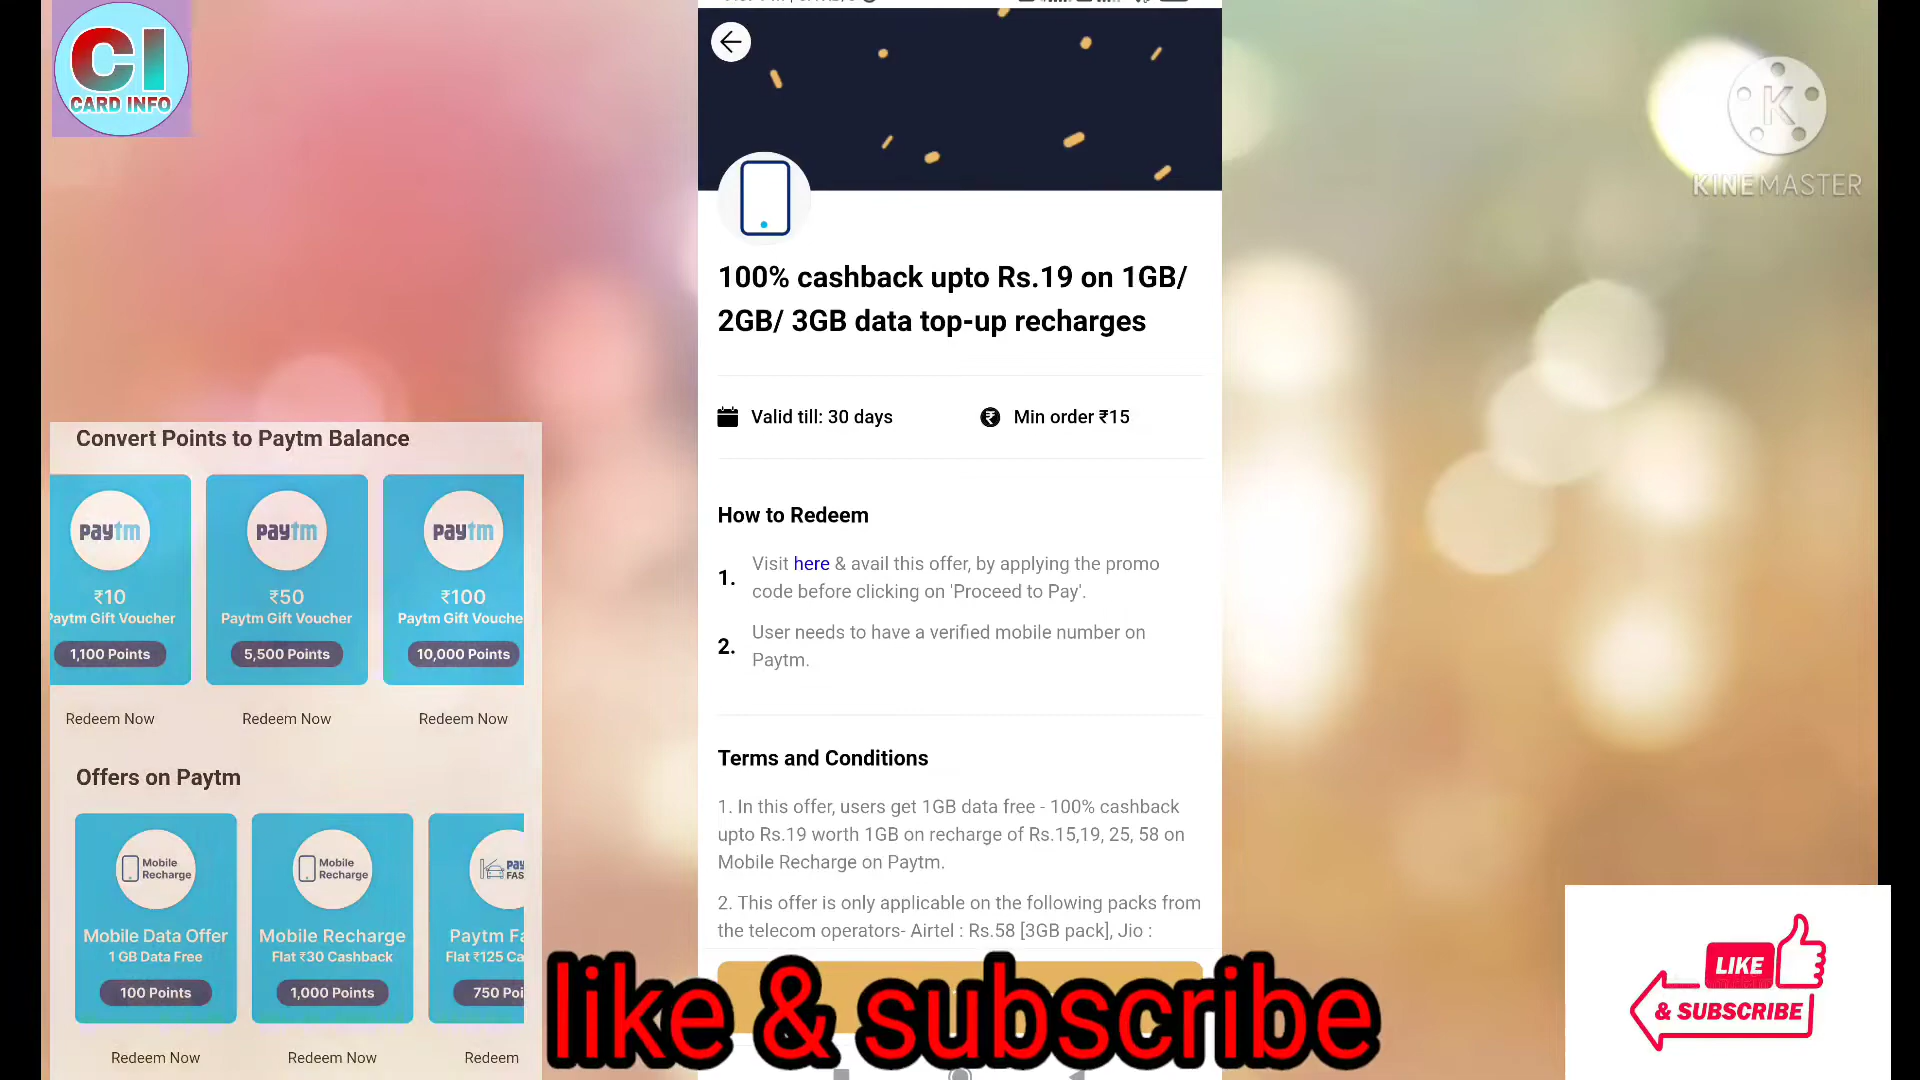 CI
CARD INFO
K
KINEMASTER
100% cashback upto Rs.19 on 1GB/
2GB/ 3GB data top-up recharges
Valid till: 30 days
Min order ₹15
How to Redeem
1. Visit here & avail this offer, by applying the promo
code before clicking on 'Proceed to Pay'.
2. User needs to have a verified mobile number on
Paytm.
Terms and Conditions
1. In this offer, users get 1GB data free - 100% cashback
upto Rs.19 worth 1GB on recharge of Rs.15,19, 25, 58 on
Mobile Recharge on Paytm.
2. This offer is only applicable on the following packs from
the telecom operators- Airtel : Rs.58 [3GB pack], Jio :
Convert Points to Paytm Balance
paytm
₹10
Paytm Gift Voucher
1,100 Points
Redeem Now
paytm
₹50
Paytm Gift Voucher
5,500 Points
Redeem Now
paytm
₹100
Paytm Gift Vouche
10,000 Points
Redeem Now
Offers on Paytm
Mobile
Recharge
Mobile Data Offer
1 GB Data Free
100 Points
Redeem Now
Mobile
Recharge
Mobile Recharge
Flat ₹30 Cashback
1,000 Points
Redeem Now
PAY
FAS
Paytm Fa
Flat ₹125 Ca
750 Poi
Redeem
like & subscribe
LIKE
& SUBSCRIBE